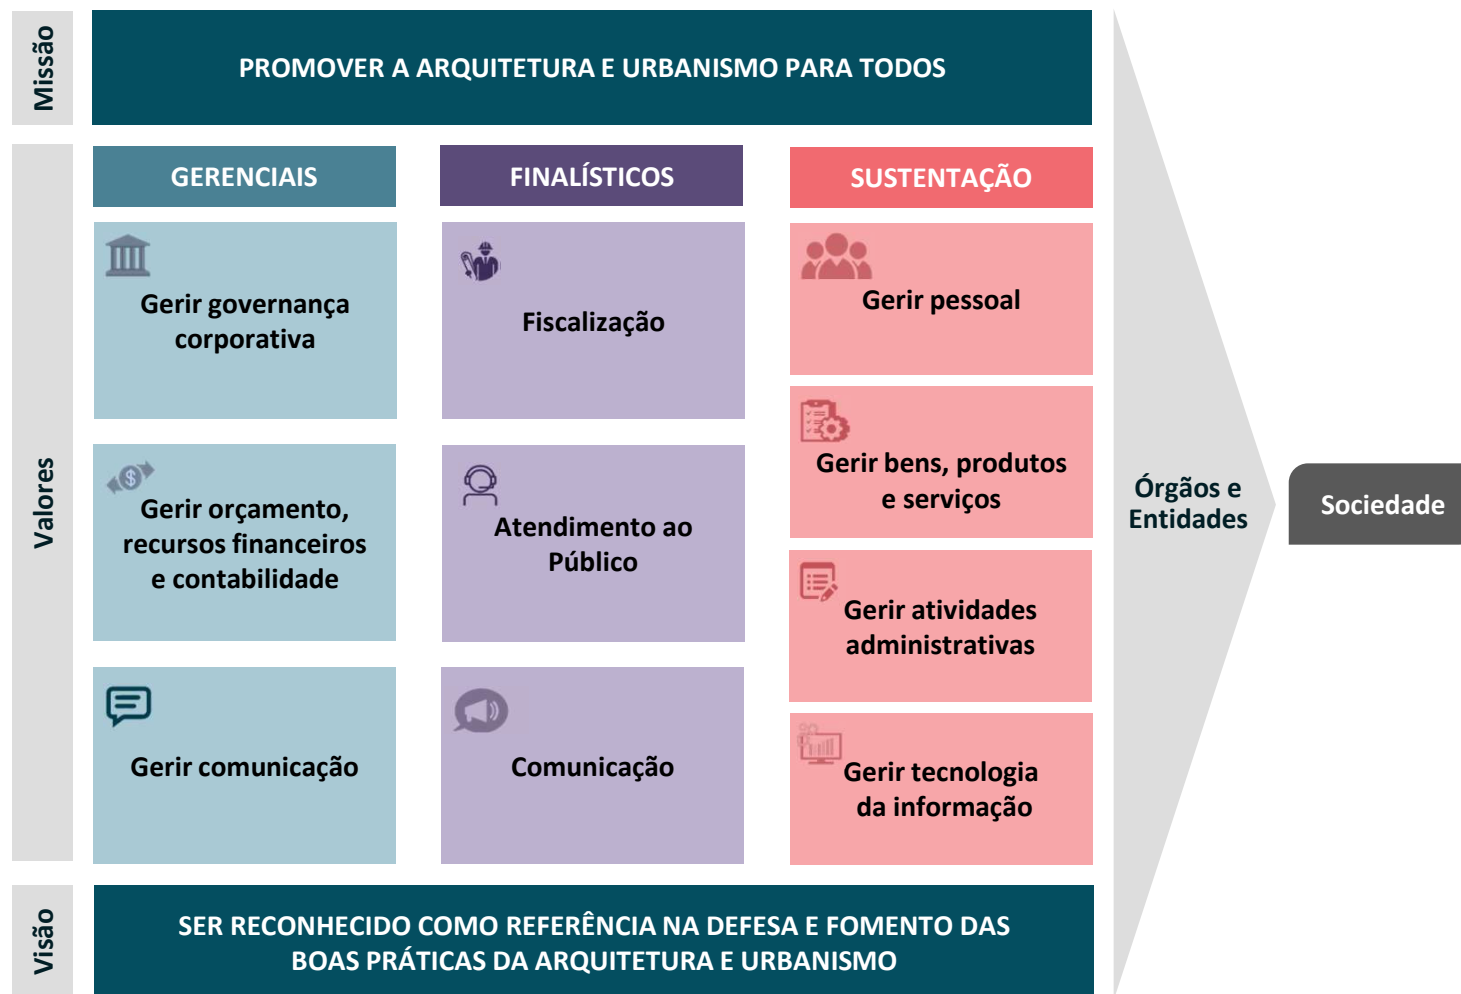 Missão
PROMOVER A ARQUITETURA E URBANISMO PARA TODOS
Valores
GERENCIAIS
Gerir governança
corporativa
Gerir orçamento,
recursos financeiros
e contabilidade
Gerir comunicação
FINALÍSTICOS
Fiscalização
Atendimento ao
Público
Comunicação
SUSTENTAÇÃO
Gerir pessoal
Gerir bens, produtos
e serviços
Gerir atividades
administrativas
Gerir tecnologia
da informação
Órgãos e
Entidades
Sociedade
Visão
SER RECONHECIDO COMO REFERÊNCIA NA DEFESA E FOMENTO DAS
BOAS PRÁTICAS DA ARQUITETURA E URBANISMO